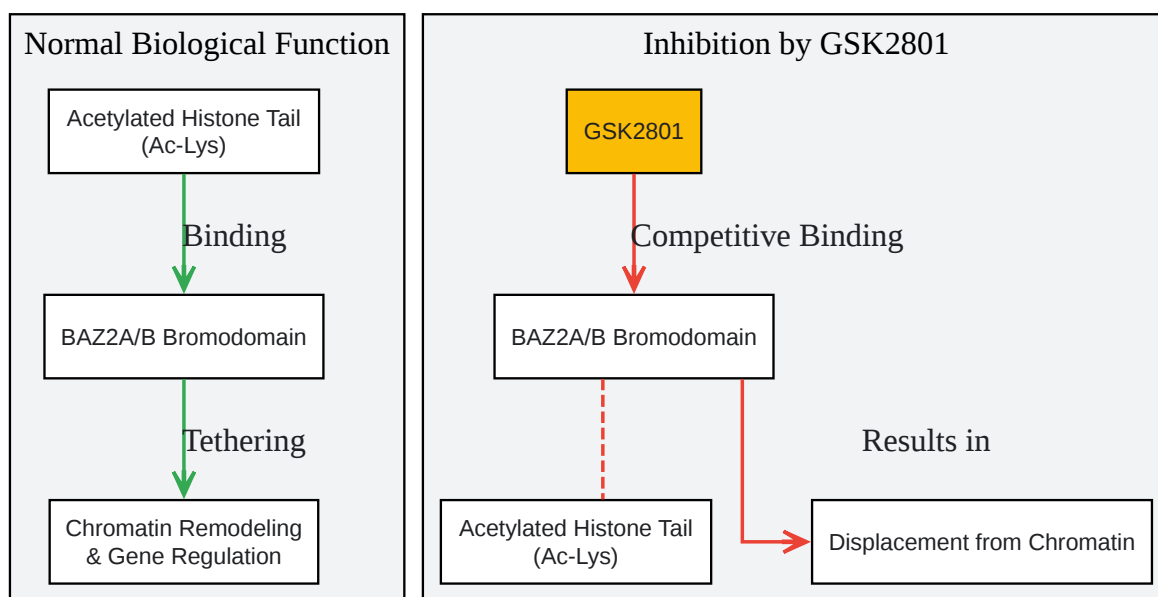 Normal Biological Function
Acetylated Histone Tail
(Ac-Lys)
Binding
BAZ2A/B Bromodomain
Tethering
Chromatin Remodeling
& Gene Regulation
Inhibition by GSK2801
GSK2801
Competitive Binding
BAZ2A/B Bromodomain
Results in
Acetylated Histone Tail
(Ac-Lys)
Displacement from Chromatin